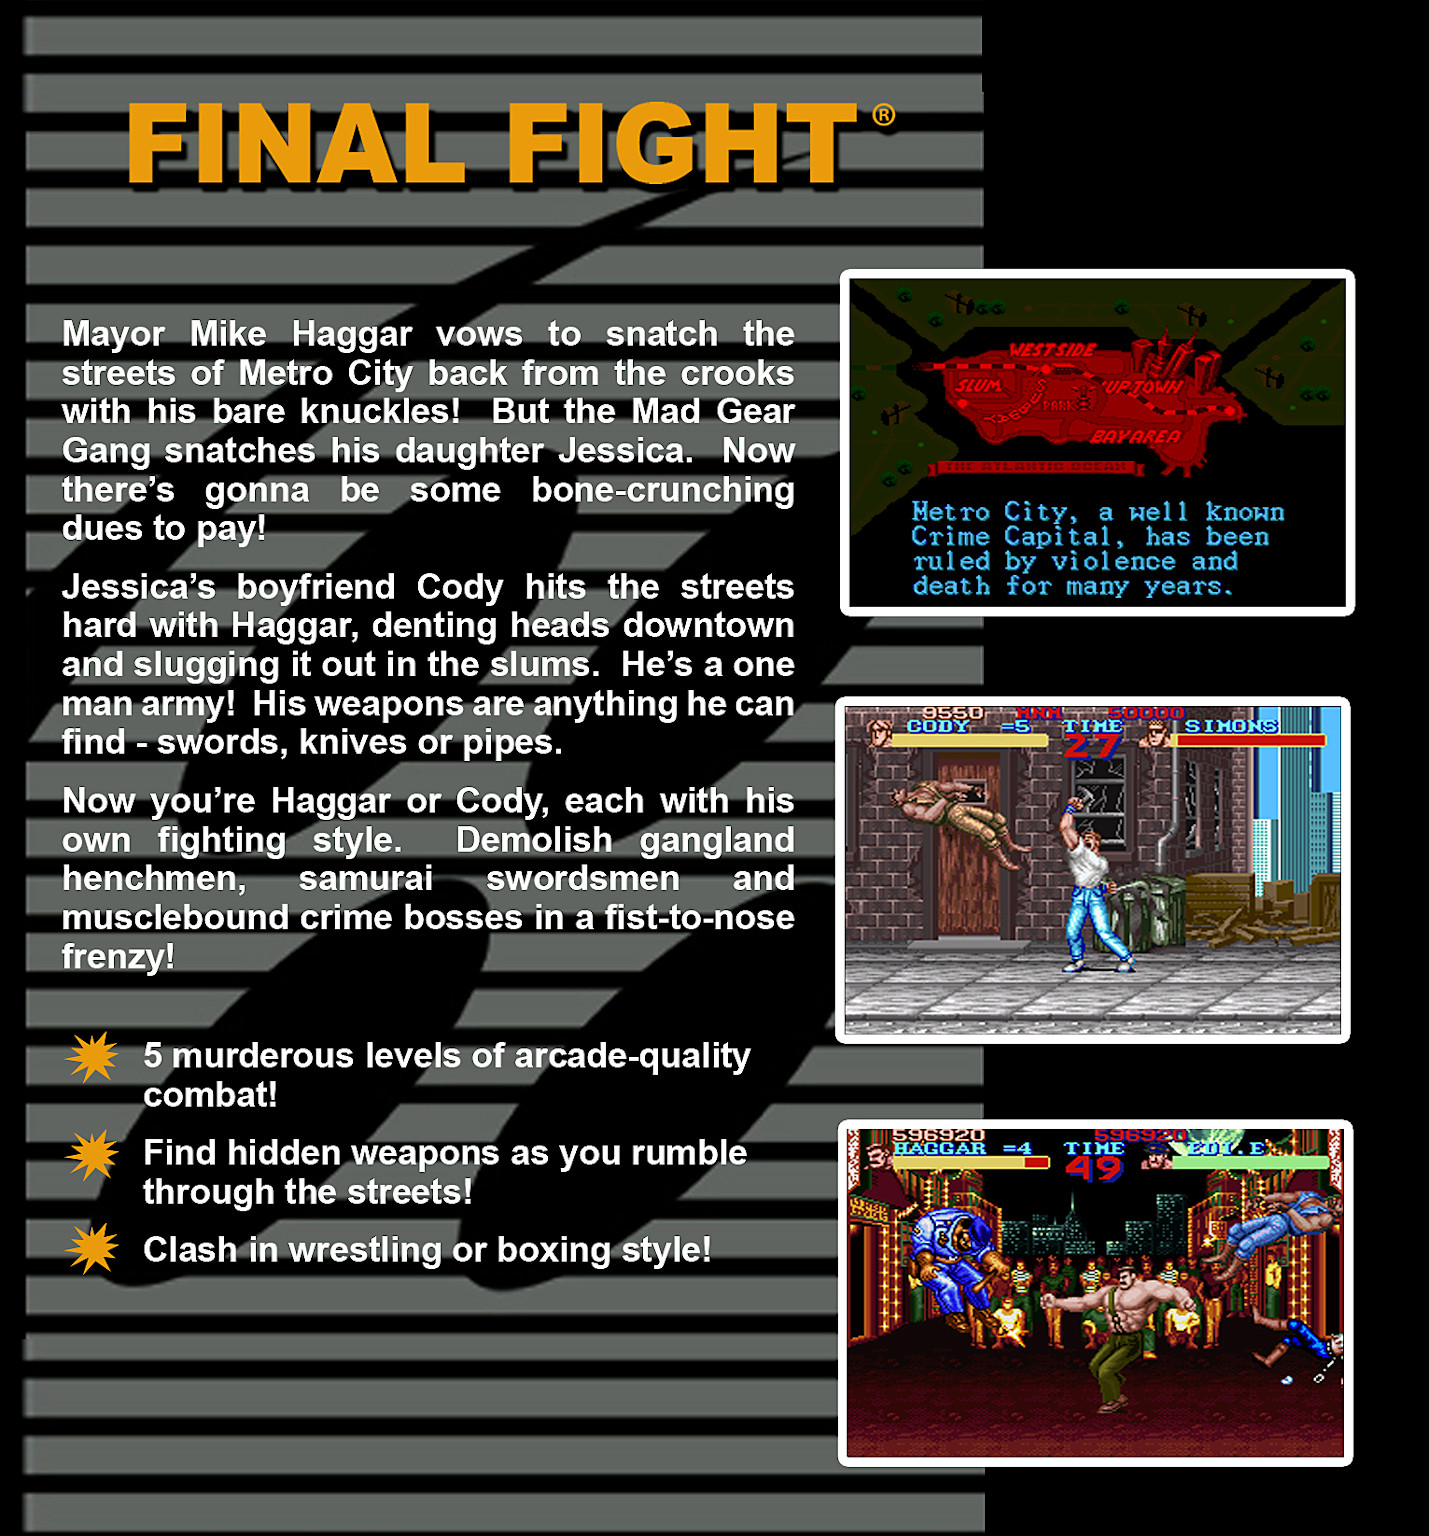 FINAL FIGHT®
Mayor Mike Haggar vows to snatch the
streets of Metro City back from the crooks
with his bare knuckles! But the Mad Gear
Gang snatches his daughter Jessica. Now
there's gonna be some bone-crunching
dues to pay!
Jessica's boyfriend Cody hits the streets
hard with Haggar, denting heads downtown
and slugging it out in the slums. He's a one
man army! His weapons are anything he can
find - swords, knives or pipes.
Now you're Haggar or Cody, each with his
own fighting style. Demolish gangland
henchmen, samurai swordsmen and
musclebound crime bosses in a fist-to-nose
frenzy!
5 murderous levels of arcade-quality
combat!
Find hidden weapons as you rumble
through the streets!
Clash in wrestling or boxing style!
WESTSIDE
SLUM
UPTOWN
PARK
BAY AREA
THE ATLANTIC OCEAN
Metro City, a well known
Crime Capital, has been
ruled by violence and
death for many years.
9550 MNM 50000
CODY =5 TIME SIMONS
27
596920 596920
HAGGAR =4 TIME EDI.E
49